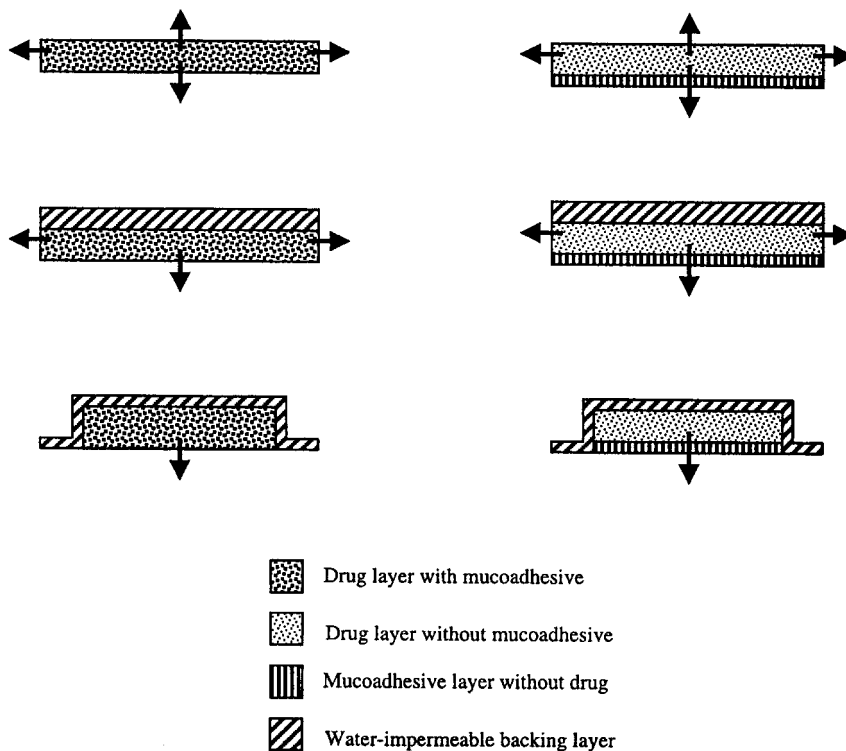 Drug layer with mucoadhesive
Drug layer without mucoadhesive
Mucoadhesive layer without drug
Water-impermeable backing layer